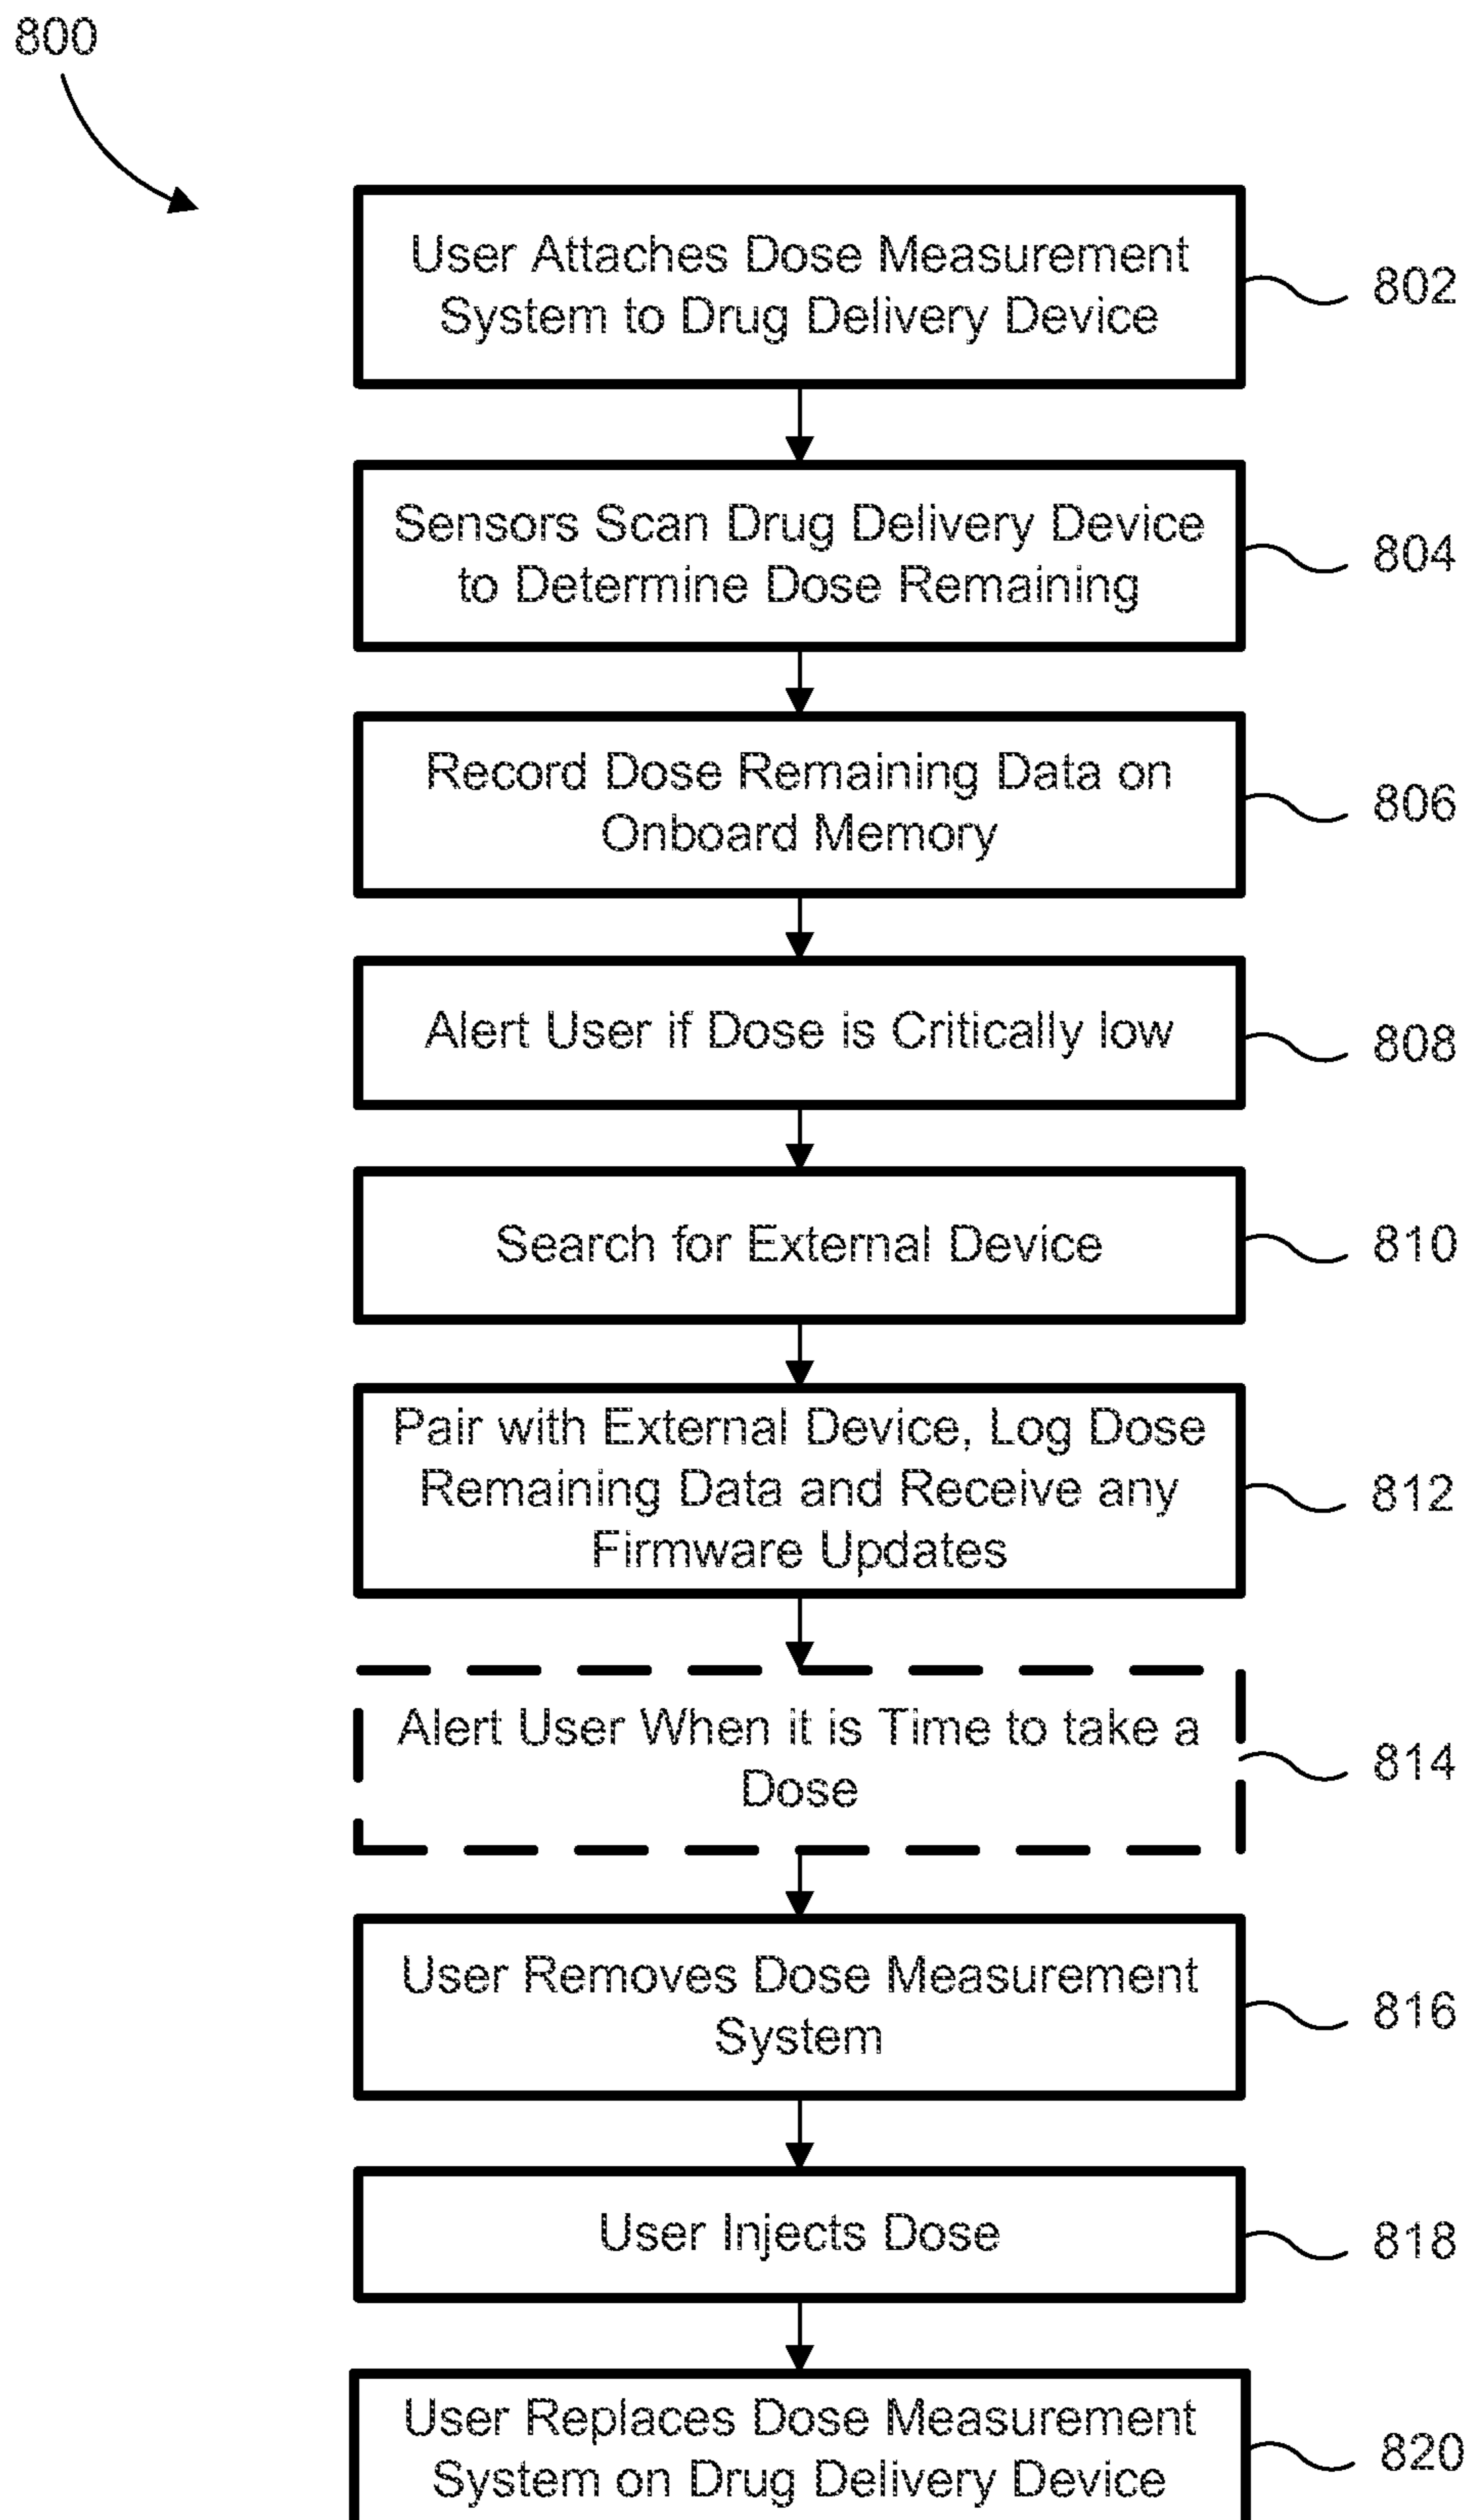 800
User Attaches Dose Measurement
System to Drug Delivery Device
802
Sensors Scan Drug Delivery Device
to Determine Dose Remaining
804
Record Dose Remaining Data on
Onboard Memory
806
Alert User if Dose is Critically low
808
Search for External Device
810
Pair with External Device, Log Dose
Remaining Data and Receive any
Firmware Updates
812
Alert User When it is Time to take a
Dose
814
User Removes Dose Measurement
System
816
User Injects Dose
818
User Replaces Dose Measurement
System on Drug Delivery Device
820